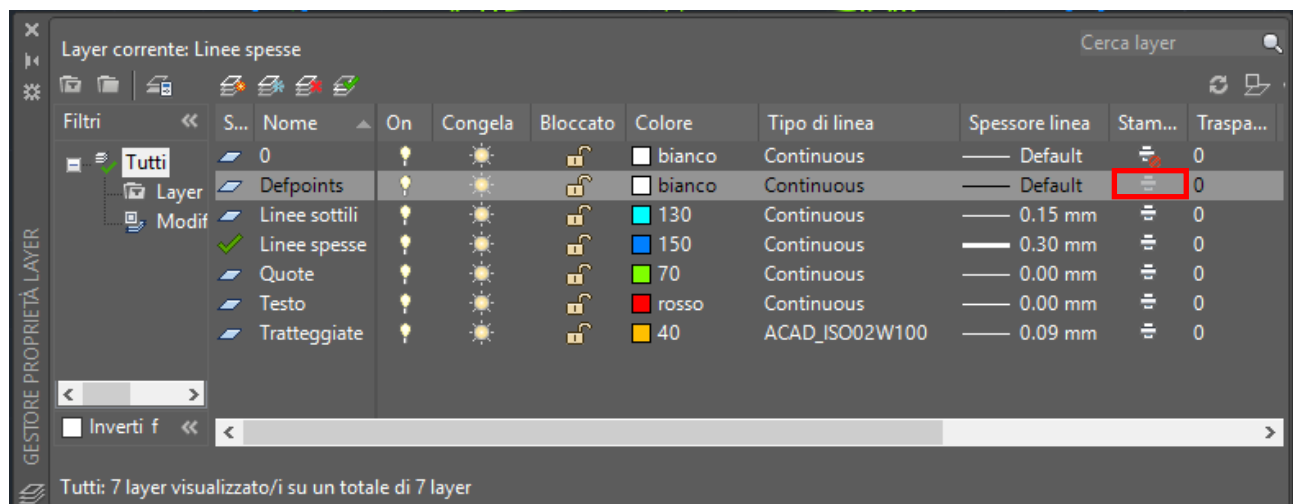 Layer corrente: Linee spesse
Cerca layer
Filtri
S... Nome On Congela Bloccato Colore Tipo di linea Spessore linea Stam... Traspa...
Tutti
Layer
Modif
0 bianco Continuous Default 0
Defpoints bianco Continuous Default 0
Linee sottili 130 Continuous 0.15 mm 0
Linee spesse 150 Continuous 0.30 mm 0
Quote 70 Continuous 0.00 mm 0
Testo rosso Continuous 0.00 mm 0
Tratteggiate 40 ACAD_ISO02W100 0.09 mm 0
Inverti f
GESTORE PROPRIETÀ LAYER
Tutti: 7 layer visualizzato/i su un totale di 7 layer